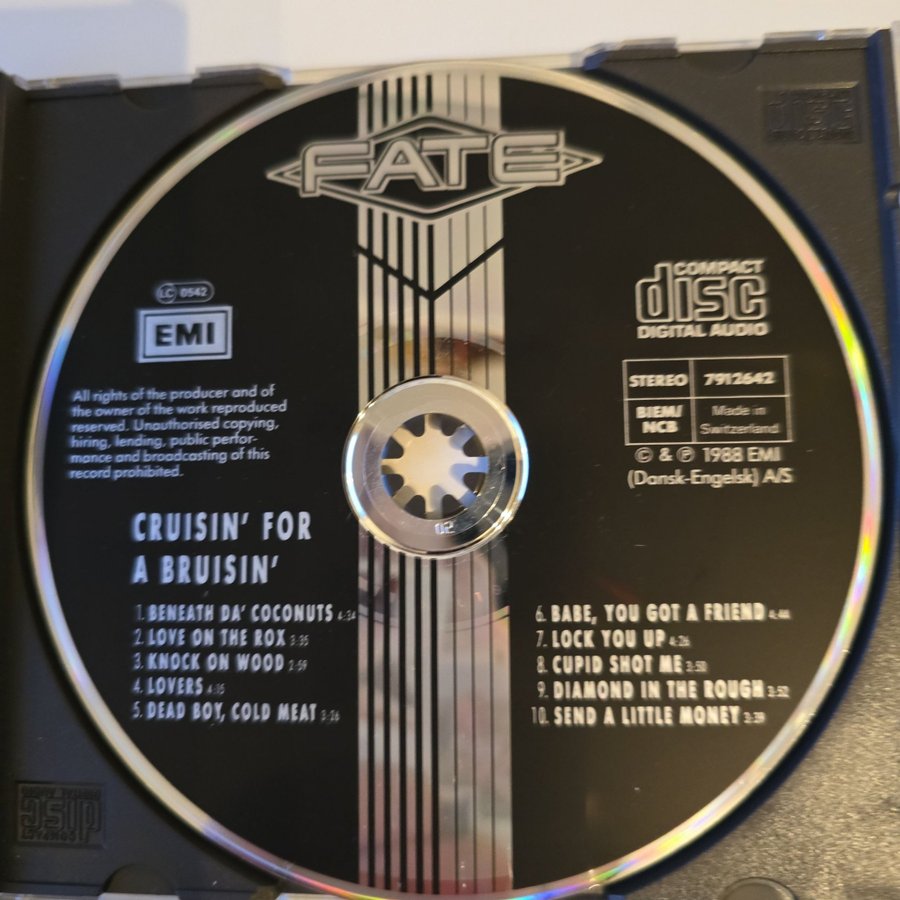 FATE
LC 0542
EMI
COMPACT
disc
DIGITAL AUDIO
STEREO 7912642
BIEM/
NCB
Made in
Switzerland
© & ℗ 1988 EMI
(Dansk-Engelsk) A/S
All rights of the producer and of
the owner of the work reproduced
reserved. Unauthorised copying,
hiring, lending, public perfor-
mance and broadcasting of this
record prohibited.
02
CRUISIN' FOR
A BRUISIN'
1. BENEATH DA' COCONUTS 4:34
2. LOVE ON THE ROX 3:35
3. KNOCK ON WOOD 2:59
4. LOVERS 4:15
5. DEAD BOY, COLD MEAT 3:26
6. BABE, YOU GOT A FRIEND 4:44
7. LOCK YOU UP 4:26
8. CUPID SHOT ME 3:50
9. DIAMOND IN THE ROUGH 3:52
10. SEND A LITTLE MONEY 3:39
COMPACT
disc
DIGITAL AUDIO